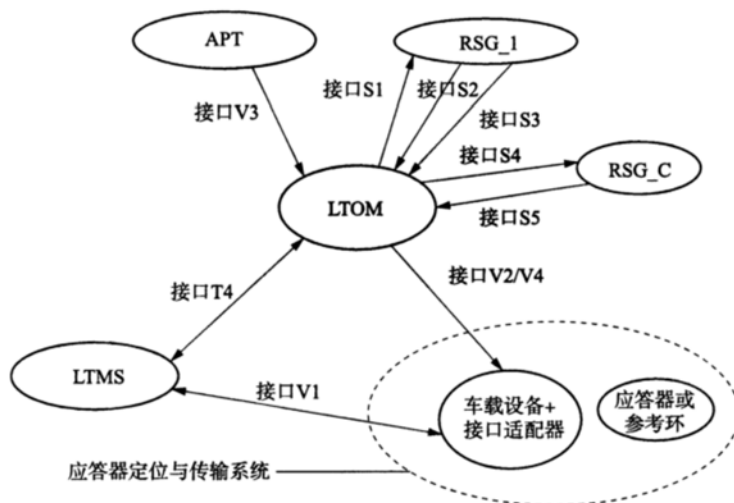 APT
RSG_1
接口V3
接口S1
接口S2
接口S3
接口S4
RSG_C
LTOM
接口S5
接口T4
接口V2/V4
LTMS
接口V1
车载设备+
接口适配器
应答器或
参考环
应答器定位与传输系统